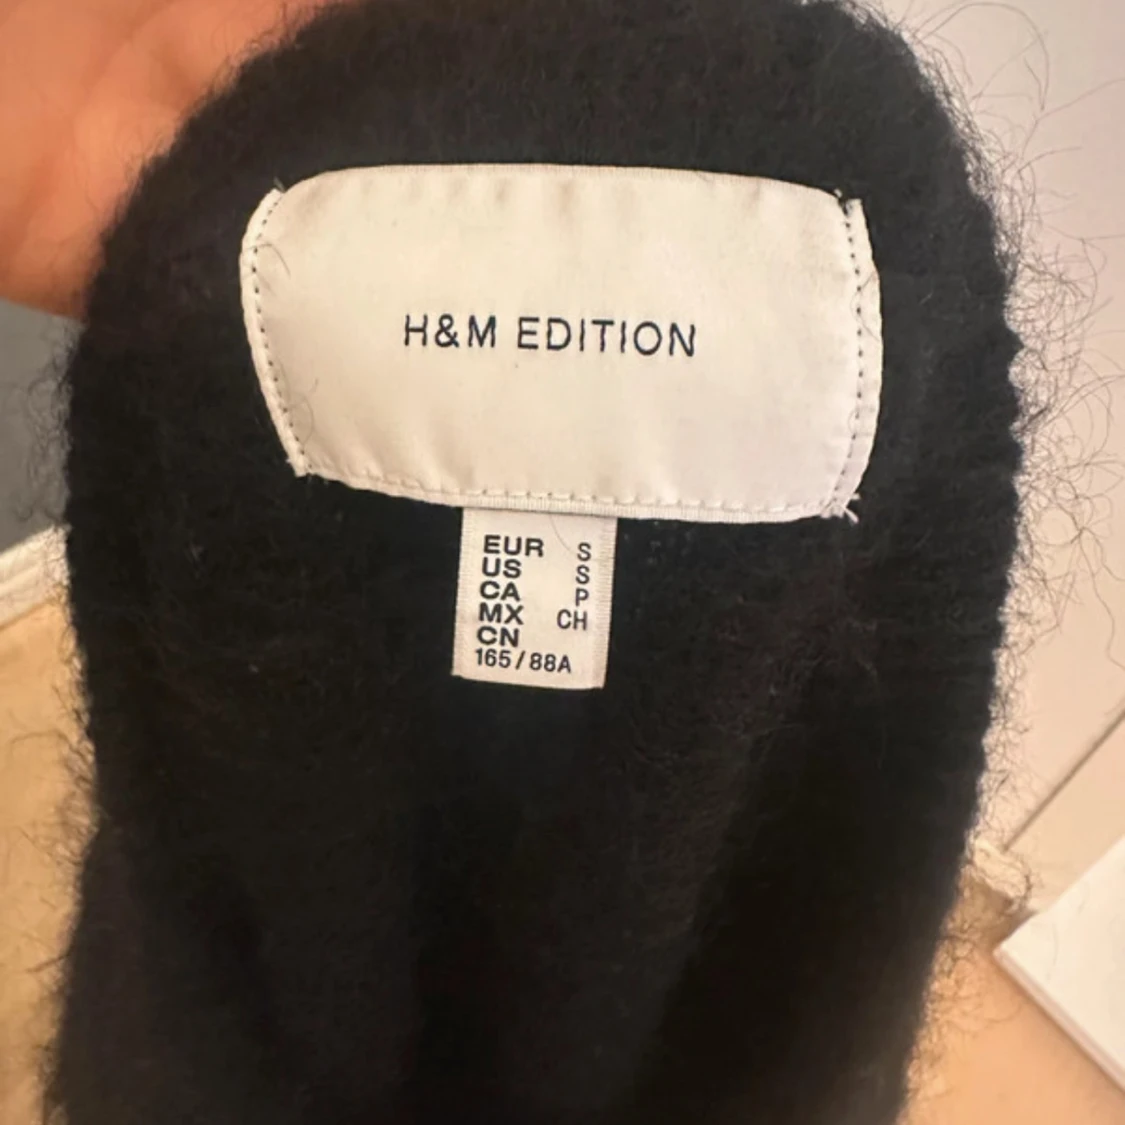 H&M EDITION
EUR S
US S
CA P
MX CH
CN
165/88A